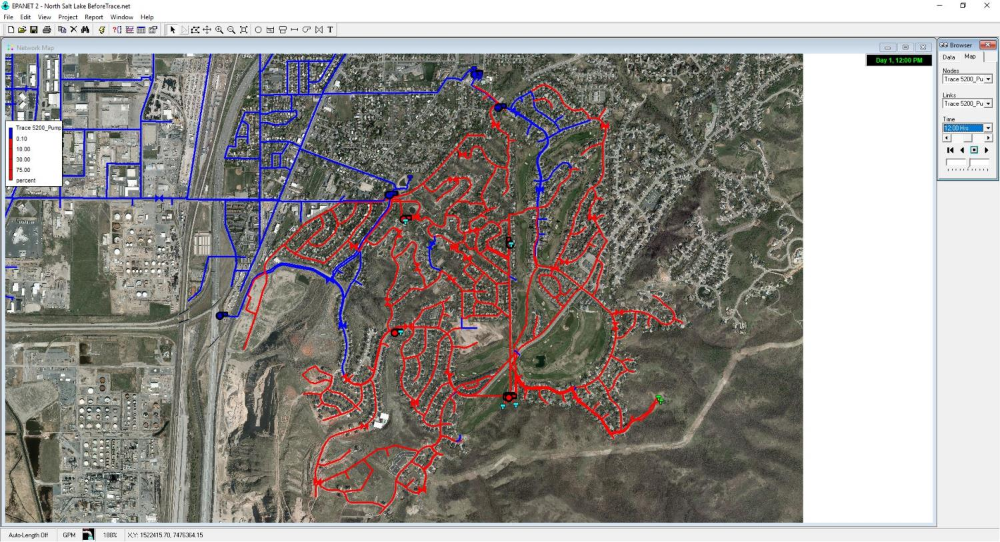 EPANET 2 - North Salt Lake BeforeTrace.net
File Edit View Project Report Window Help
T
Network Map
Browser
Day 1, 12:00 PM
Data Map
Nodes
Trace 5200_Pu
Links
Trace 5200_Pu
Time
12:00 Hrs
Trace 5200_Pump
0.10
10.00
30.00
75.00
percent
Auto-Length Off GPM 188% X,Y: 1522415.70, 7476364.15